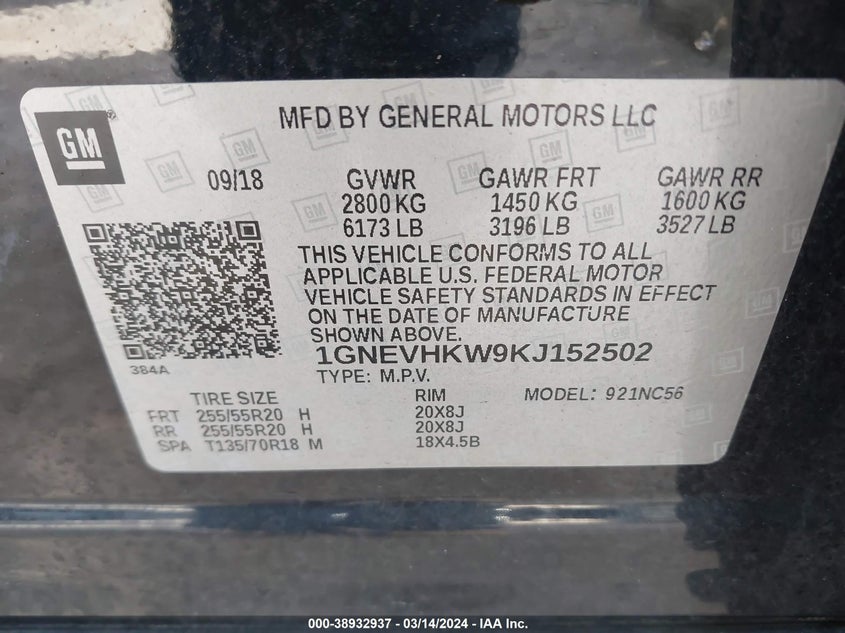 GM
MFD BY GENERAL MOTORS LLC
09/18 GVWR GAWR FRT GAWR RR
2800 KG 1450 KG 1600 KG
6173 LB 3196 LB 3527 LB
THIS VEHICLE CONFORMS TO ALL
APPLICABLE U.S. FEDERAL MOTOR
VEHICLE SAFETY STANDARDS IN EFFECT
ON THE DATE OF MANUFACTURE
SHOWN ABOVE.
1GNEVHKW9KJ152502
384A
TYPE: M.P.V.
TIRE SIZE RIM MODEL: 921NC56
FRT 255/55R20 H 20X8J
RR 255/55R20 H 20X8J
SPA T135/70R18 M 18X4.5B
000-38932937 - 03/14/2024 - IAA Inc.